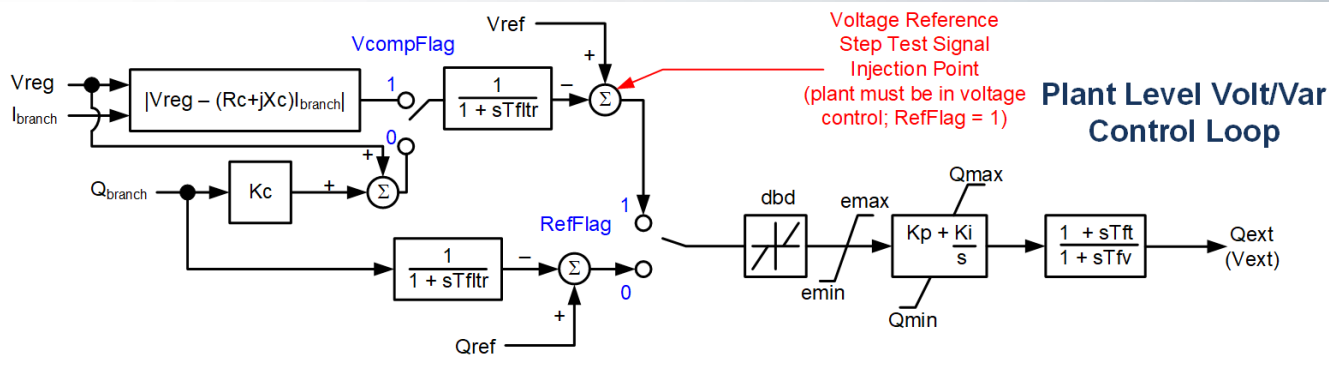 Vref
Voltage Reference
Step Test Signal
Injection Point
(plant must be in voltage
control; RefFlag = 1)
Plant Level Volt/Var
Control Loop
VcompFlag
Vreg
Ibranch
|Vreg – (Rc+jXc)Ibranch|
1
0
1
1 + sTfltr
+
–
Σ
+
Qbranch
Kc
+
Σ
RefFlag
1
0
1
1 + sTfltr
–
Σ
+
Qref
dbd
emax
emin
Qmax
Kp + Ki
s
Qmin
1 + sTft
1 + sTfv
Qext
(Vext)